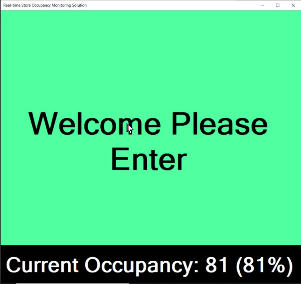 Real-time Store Occupancy Monitoring Solution
Welcome Please
Enter
Current Occupancy: 81 (81%)